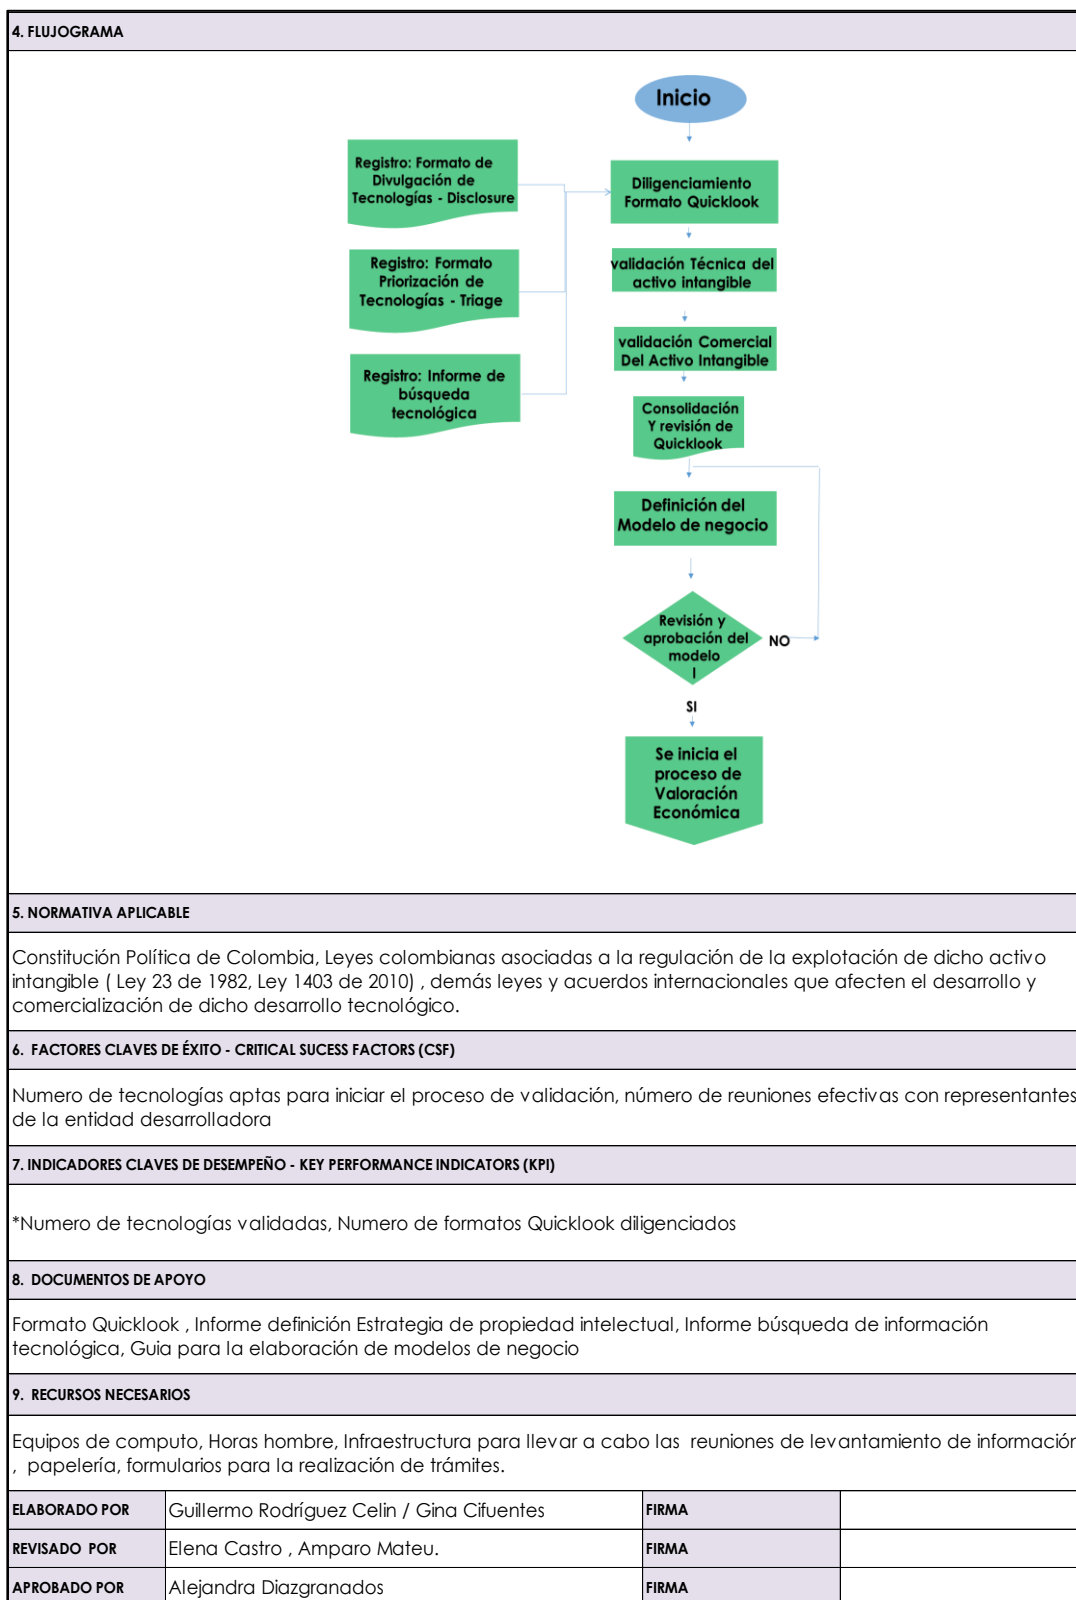 4. FLUJOGRAMA
Inicio
Registro: Formato de
Divulgación de
Tecnologías - Disclosure
Diligenciamiento
Formato Quicklook
Registro: Formato
Priorización de
Tecnologías - Triage
validación Técnica del
activo intangible
validación Comercial
Del Activo Intangible
Registro: Informe de
búsqueda
tecnológica
Consolidación
Y revisión de
Quicklook
Definición del
Modelo de negocio
Revisión y
aprobación del
modelo
I
NO
SI
Se inicia el
proceso de
Valoración
Económica
5. NORMATIVA APLICABLE
Constitución Política de Colombia, Leyes colombianas asociadas a la regulación de la explotación de dicho activo
intangible ( Ley 23 de 1982, Ley 1403 de 2010) , demás leyes y acuerdos internacionales que afecten el desarrollo y
comercialización de dicho desarrollo tecnológico.
6. FACTORES CLAVES DE ÉXITO - CRITICAL SUCESS FACTORS (CSF)
Numero de tecnologías aptas para iniciar el proceso de validación, número de reuniones efectivas con representantes
de la entidad desarrolladora
7. INDICADORES CLAVES DE DESEMPEÑO - KEY PERFORMANCE INDICATORS (KPI)
*Numero de tecnologías validadas, Numero de formatos Quicklook diligenciados
8. DOCUMENTOS DE APOYO
Formato Quicklook , Informe definición Estrategia de propiedad intelectual, Informe búsqueda de información
tecnológica, Guia para la elaboración de modelos de negocio
9. RECURSOS NECESARIOS
Equipos de computo, Horas hombre, Infraestructura para llevar a cabo las reuniones de levantamiento de información
, papelería, formularios para la realización de trámites.
ELABORADO POR Guillermo Rodríguez Celin / Gina Cifuentes FIRMA
REVISADO POR Elena Castro , Amparo Mateu. FIRMA
APROBADO POR Alejandra Diazgranados FIRMA